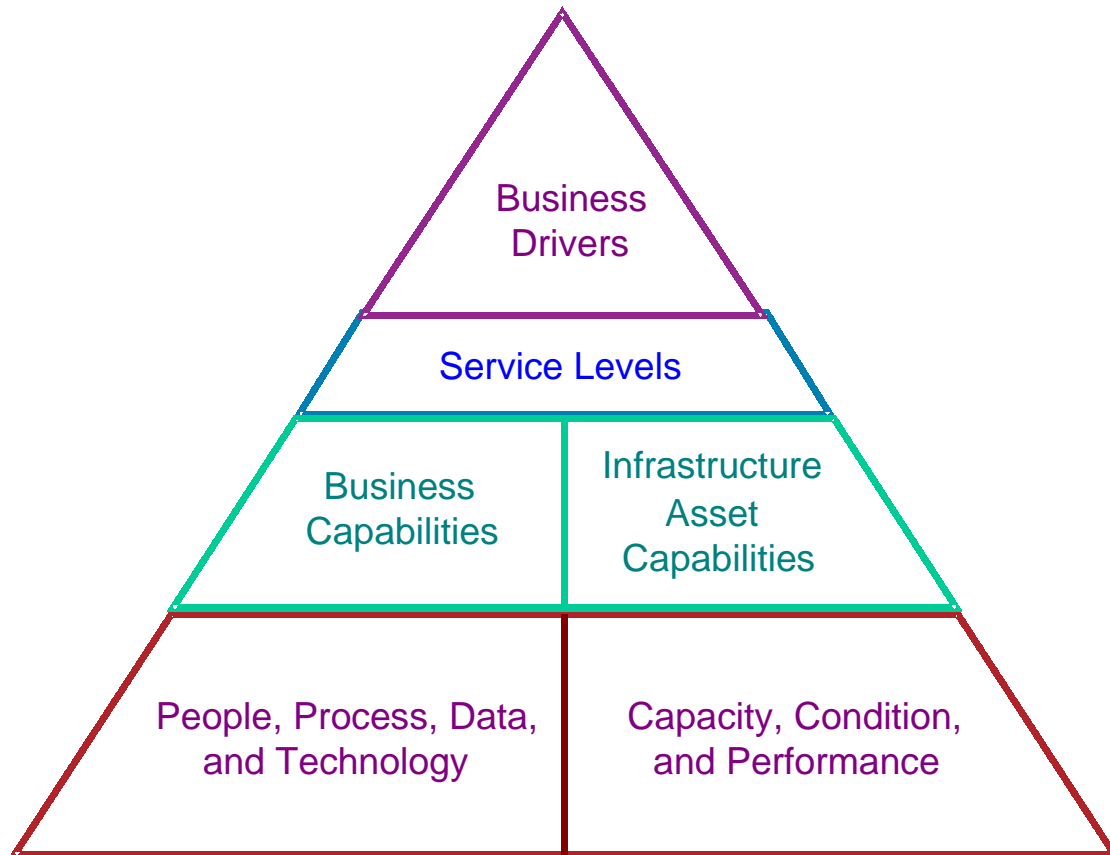 Business
Drivers
Service Levels
Business
Capabilities
Infrastructure
Asset
Capabilities
People, Process, Data,
and Technology
Capacity, Condition,
and Performance